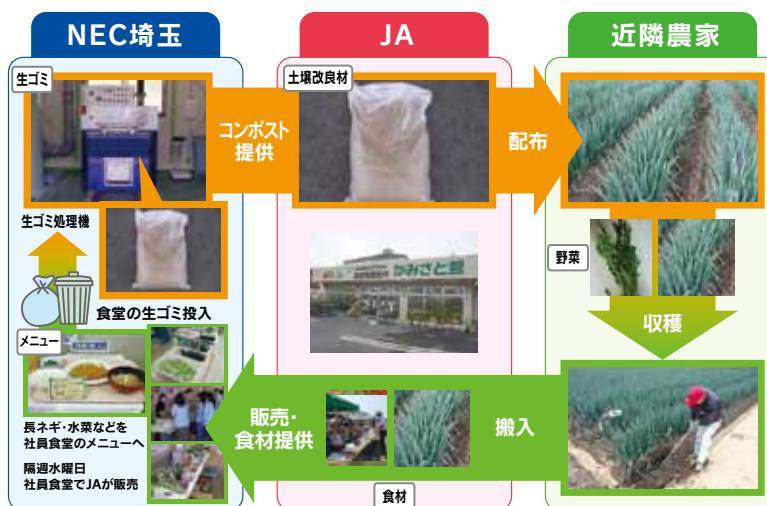 NEC埼玉
JA
近隣農家
生ゴミ
土壌改良材
コンポスト
提供
配布
生ゴミ処理機
食堂の生ゴミ投入
かみさと館
野菜
収穫
メニュー
長ネギ・水菜などを
社員食堂のメニューへ
隔週水曜日
社員食堂でJAが販売
販売・
食材提供
搬入
食材